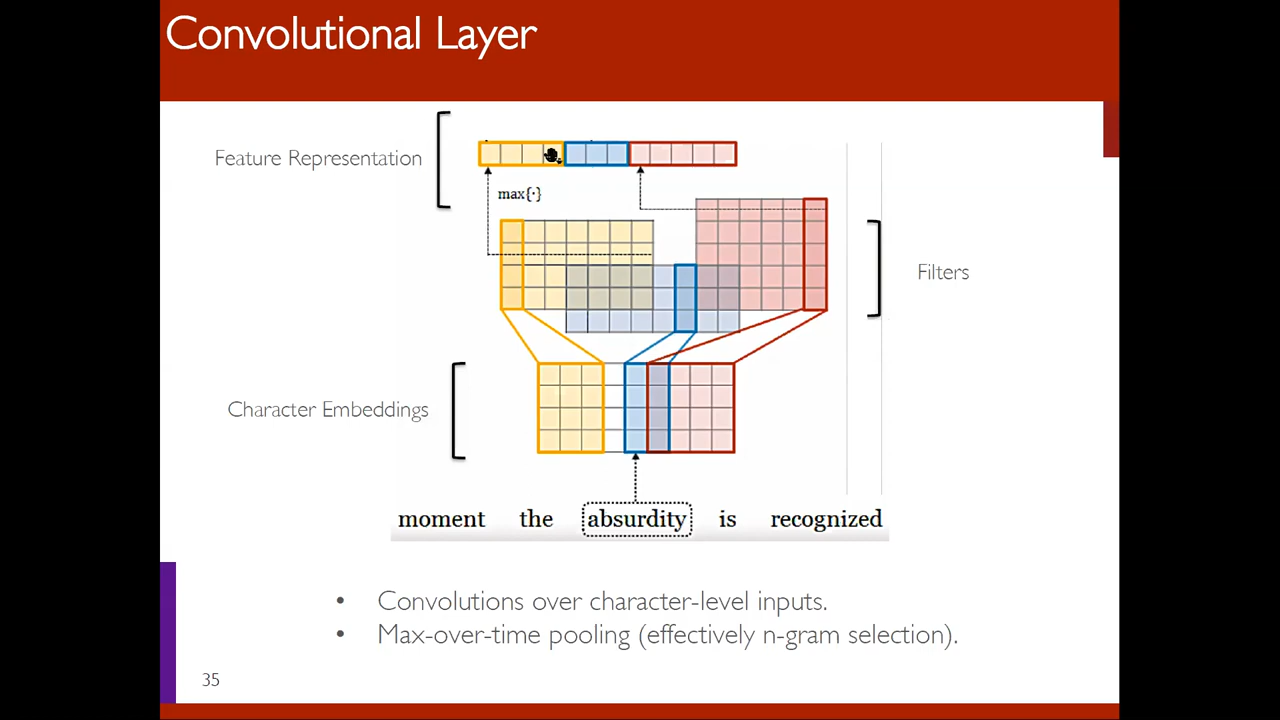 Convolutional Layer
Feature Representation
max{·}
Filters
Character Embeddings
moment the absurdity is recognized
• Convolutions over character-level inputs.
• Max-over-time pooling (effectively n-gram selection).
35